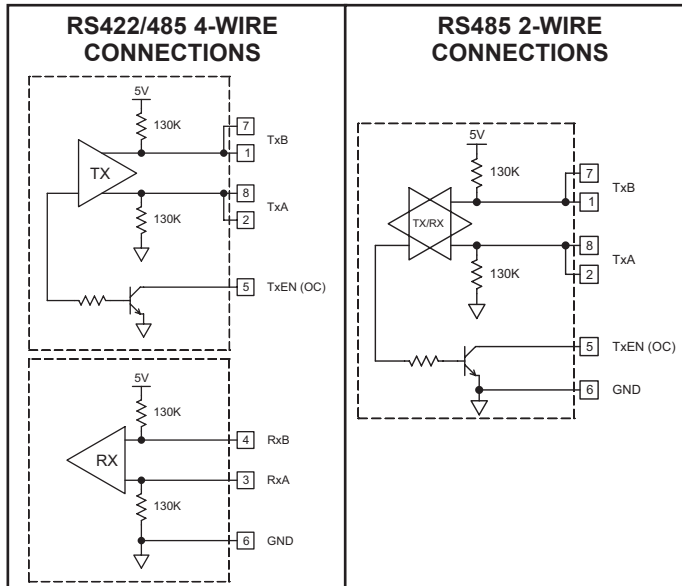 RS422/485 4-WIRE
CONNECTIONS
5V
130K
7
TxB
1
TX
8
TxA
130K
2
5
TxEN (OC)
5V
130K
4
RxB
RX
3
RxA
130K
6
GND
RS485 2-WIRE
CONNECTIONS
5V
130K
7
TxB
1
TX/RX
8
TxA
130K
2
5
TxEN (OC)
6
GND